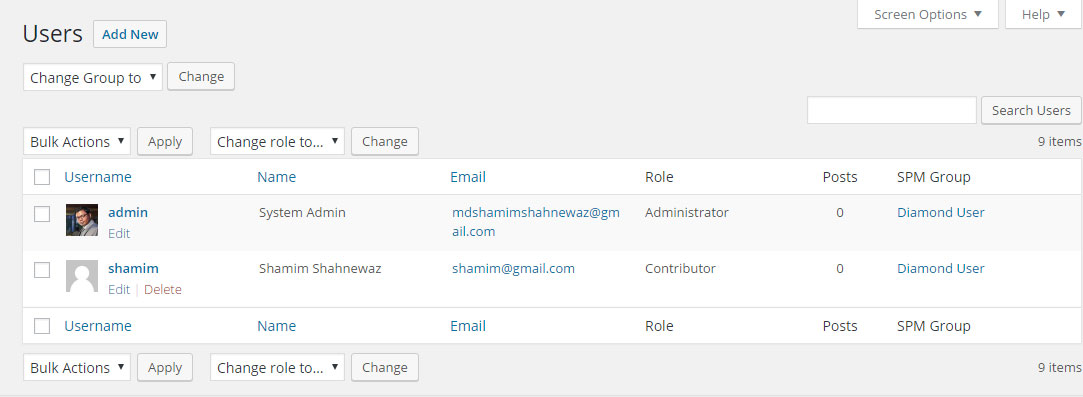 Screen Options Help
Users Add New
Change Group to Change
Search Users
Bulk Actions Apply Change role to... Change 9 items
Username Name Email Role Posts SPM Group
admin System Admin mdshamimshahnewaz@gm Administrator 0 Diamond User
Edit ail.com
shamim Shamim Shahnewaz shamim@gmail.com Contributor 0 Diamond User
Edit | Delete
Username Name Email Role Posts SPM Group
Bulk Actions Apply Change role to... Change 9 items